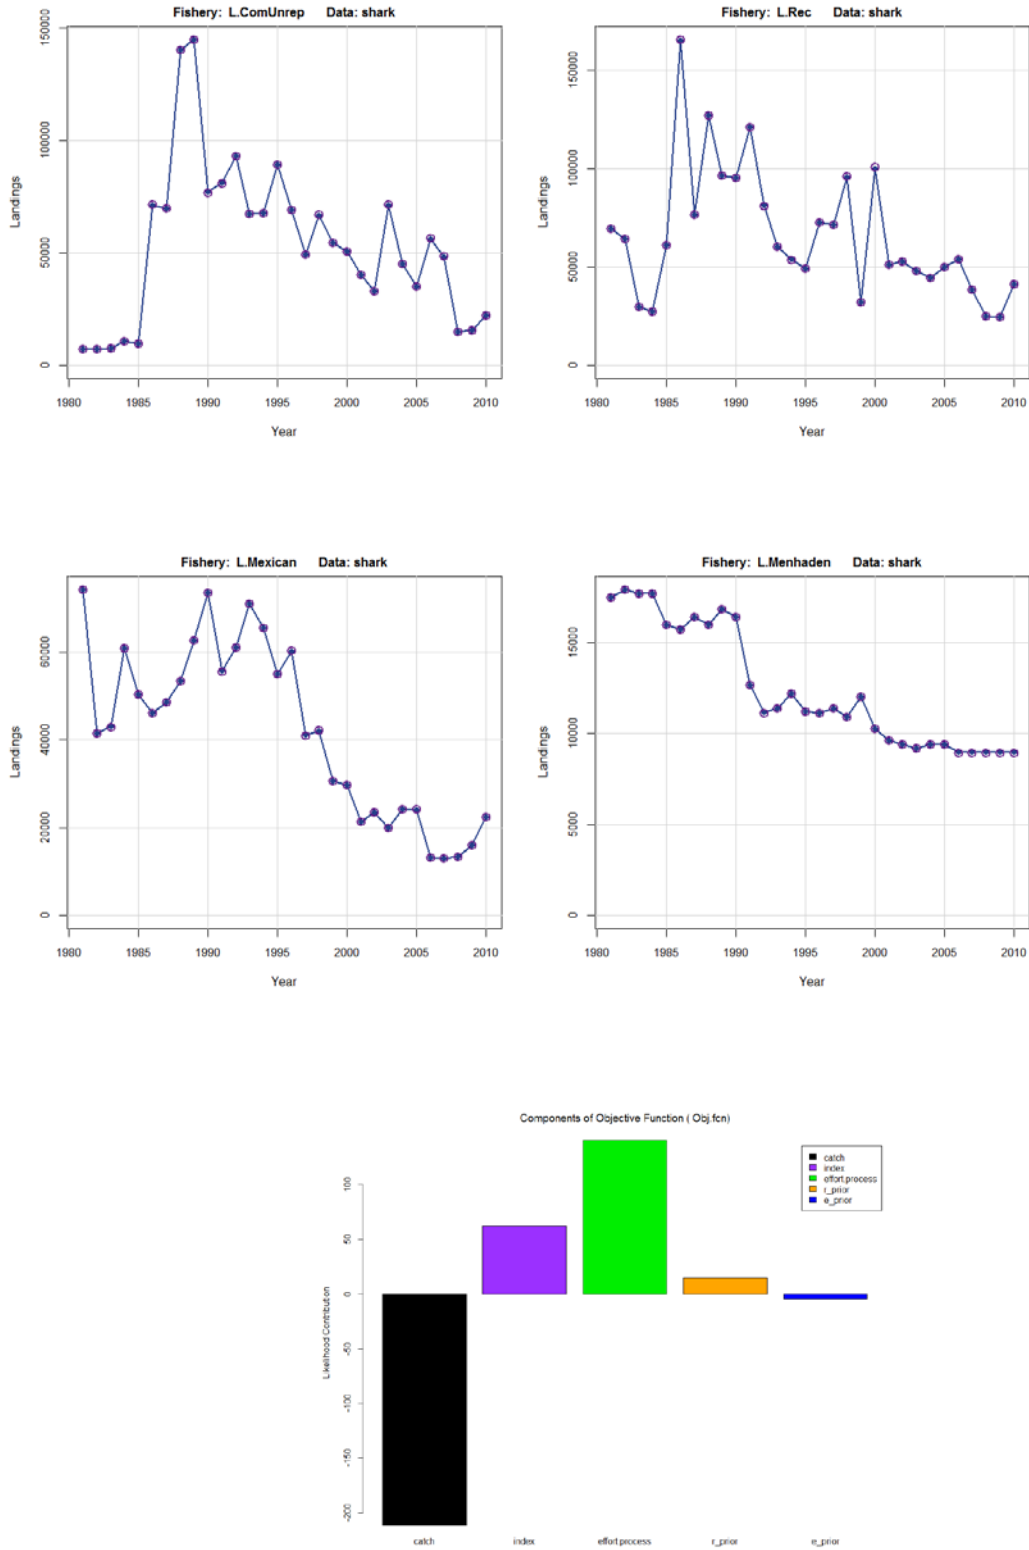 Fishery: L.ComUnrep Data: shark
Landings
0
50000
100000
150000
1980 1985 1990 1995 2000 2005 2010
Year
Fishery: L.Rec Data: shark
Landings
0
50000
100000
150000
1980 1985 1990 1995 2000 2005 2010
Year
Fishery: L.Mexican Data: shark
Landings
0
20000
40000
60000
1980 1985 1990 1995 2000 2005 2010
Year
Fishery: L.Menhaden Data: shark
Landings
0
5000
10000
15000
1980 1985 1990 1995 2000 2005 2010
Year
Components of Objective Function ( Obj.fcn)
Likelihood Contribution
100
50
0
-50
-100
-150
-200
catch
index
effort.process
r_prior
e_prior
catch index effort.process r_prior e_prior